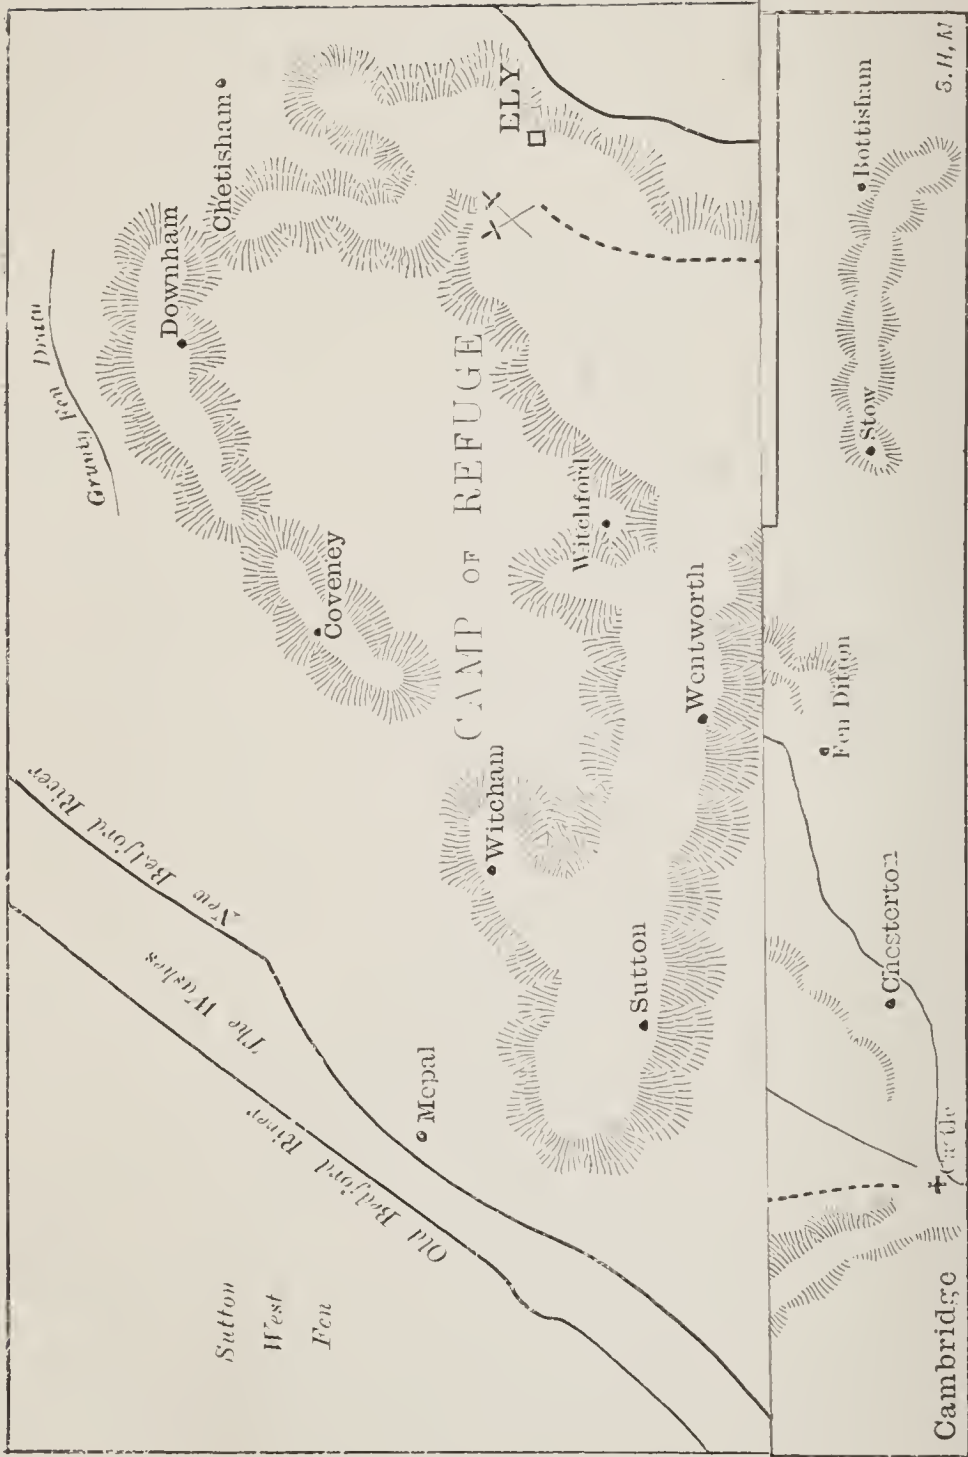 Grunty Fen Drain
Chetisham
Downham
ELY
Coveney
CAMP OF REFUGE
Witchford
Wentworth
Witcham
New Bedford River
The Washes
Old Bedford River
Mepal
Sutton
Sutton
West
Fen
Bottisham
S. H. M
Stow
Fen Ditton
Chesterton
Castle
Cambridge